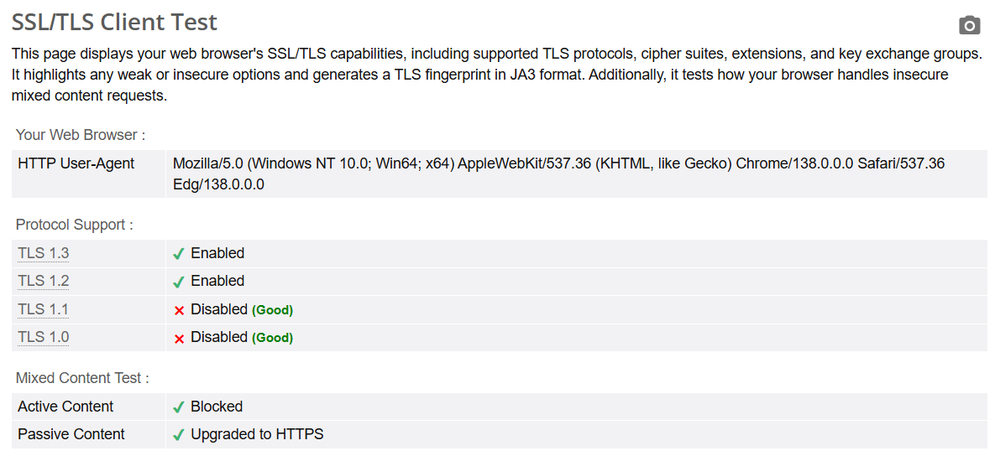 SSL/TLS Client Test
This page displays your web browser's SSL/TLS capabilities, including supported TLS protocols, cipher suites, extensions, and key exchange groups.
It highlights any weak or insecure options and generates a TLS fingerprint in JA3 format. Additionally, it tests how your browser handles insecure
mixed content requests.
Your Web Browser :
HTTP User-Agent Mozilla/5.0 (Windows NT 10.0; Win64; x64) AppleWebKit/537.36 (KHTML, like Gecko) Chrome/138.0.0.0 Safari/537.36
Edg/138.0.0.0
Protocol Support :
TLS 1.3 ✔ Enabled
TLS 1.2 ✔ Enabled
TLS 1.1 ✖ Disabled (Good)
TLS 1.0 ✖ Disabled (Good)
Mixed Content Test :
Active Content ✔ Blocked
Passive Content ✔ Upgraded to HTTPS